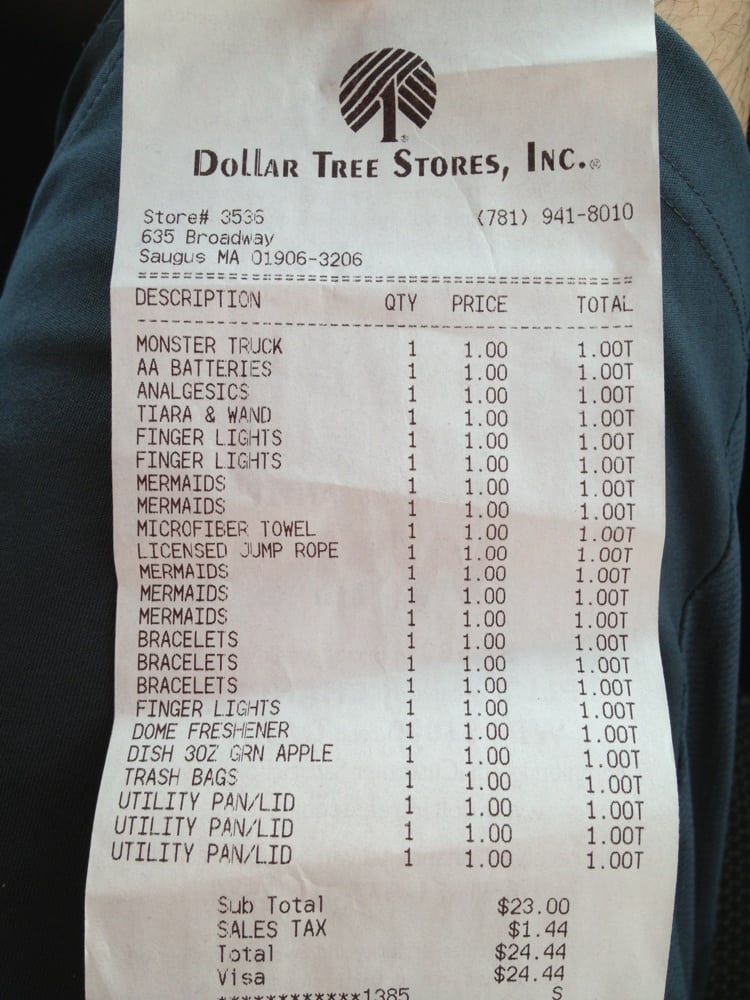 1
DOLLAR TREE STORES, INC.®
Store# 3536 (781) 941-8010
635 Broadway
Saugus MA 01906-3206
================================================
DESCRIPTION QTY PRICE TOTAL
------------------------------------------------
MONSTER TRUCK 1 1.00 1.00T
AA BATTERIES 1 1.00 1.00T
ANALGESICS 1 1.00 1.00T
TIARA & WAND 1 1.00 1.00T
FINGER LIGHTS 1 1.00 1.00T
FINGER LIGHTS 1 1.00 1.00T
MERMAIDS 1 1.00 1.00T
MERMAIDS 1 1.00 1.00T
MICROFIBER TOWEL 1 1.00 1.00T
LICENSED JUMP ROPE 1 1.00 1.00T
MERMAIDS 1 1.00 1.00T
MERMAIDS 1 1.00 1.00T
MERMAIDS 1 1.00 1.00T
BRACELETS 1 1.00 1.00T
BRACELETS 1 1.00 1.00T
BRACELETS 1 1.00 1.00T
FINGER LIGHTS 1 1.00 1.00T
DOME FRESHENER 1 1.00 1.00T
DISH 3OZ GRN APPLE 1 1.00 1.00T
TRASH BAGS 1 1.00 1.00T
UTILITY PAN/LID 1 1.00 1.00T
UTILITY PAN/LID 1 1.00 1.00T
UTILITY PAN/LID 1 1.00 1.00T
Sub Total $23.00
SALES TAX $1.44
Total $24.44
Visa $24.44
************1385 S